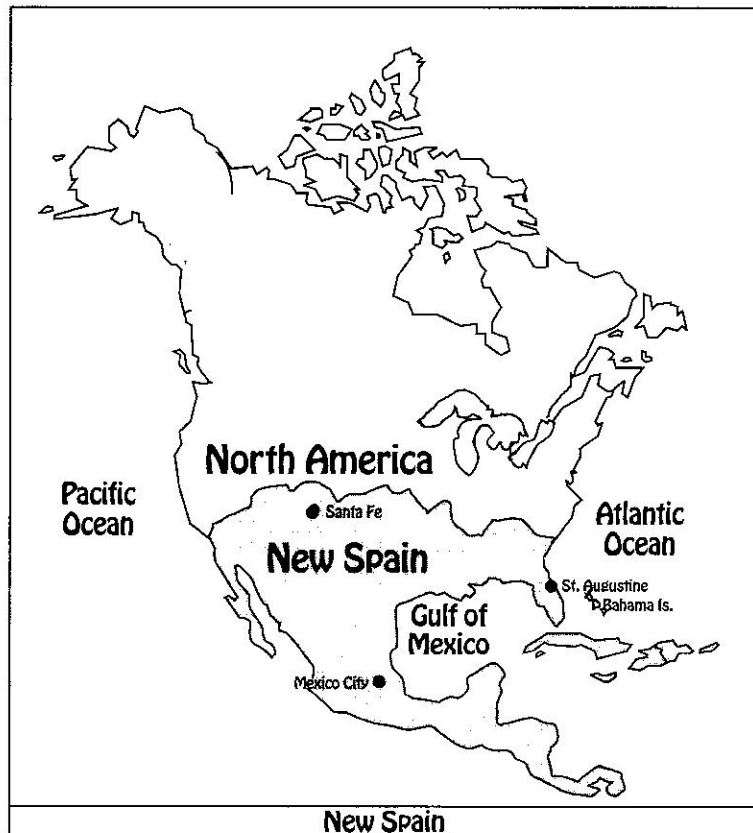 North America
Pacific
Ocean
Santa Fe
Atlantic
Ocean
New Spain
St. Augustine
Bahama Is.
Gulf of
Mexico
Mexico City
New Spain